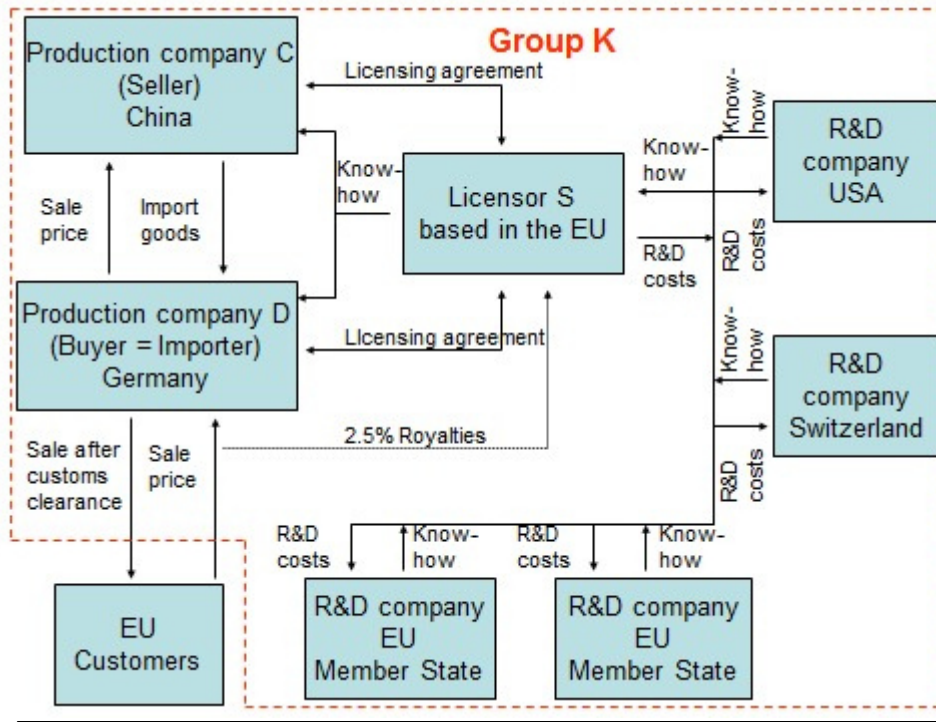 Group K
Production company C
(Seller)
China
Licensing agreement
Know-
how
R&D
company
USA
Know-
how
Know-
how
Licensor S
based in the EU
Sale
price
Import
goods
R&D
costs
R&D
costs
Production company D
(Buyer = Importer)
Germany
LIcensing agreement
Know-
how
R&D
company
Switzerland
2.5% Royalties
Sale after
customs
clearance
Sale
price
R&D
costs
R&D
costs
Know-
how
R&D
costs
Know-
how
EU
Customers
R&D company
EU
Member State
R&D company
EU
Member State